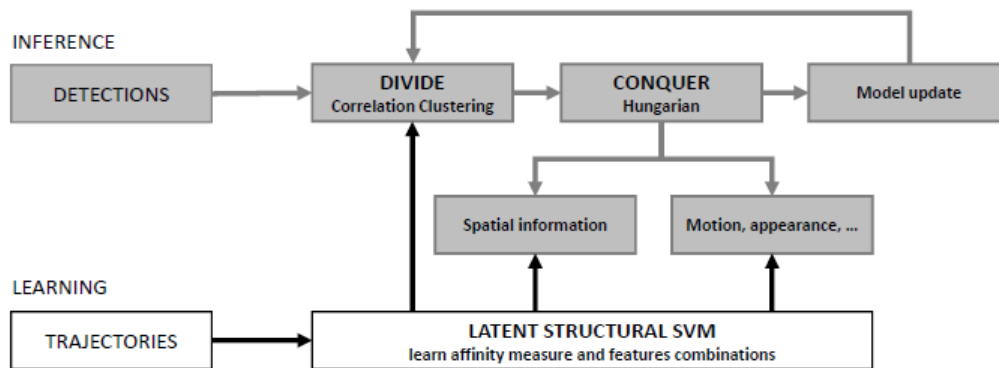 INFERENCE
DETECTIONS
DIVIDE
Correlation Clustering
CONQUER
Hungarian
Model update
Spatial information
Motion, appearance, ...
LEARNING
TRAJECTORIES
LATENT STRUCTURAL SVM
learn affinity measure and features combinations